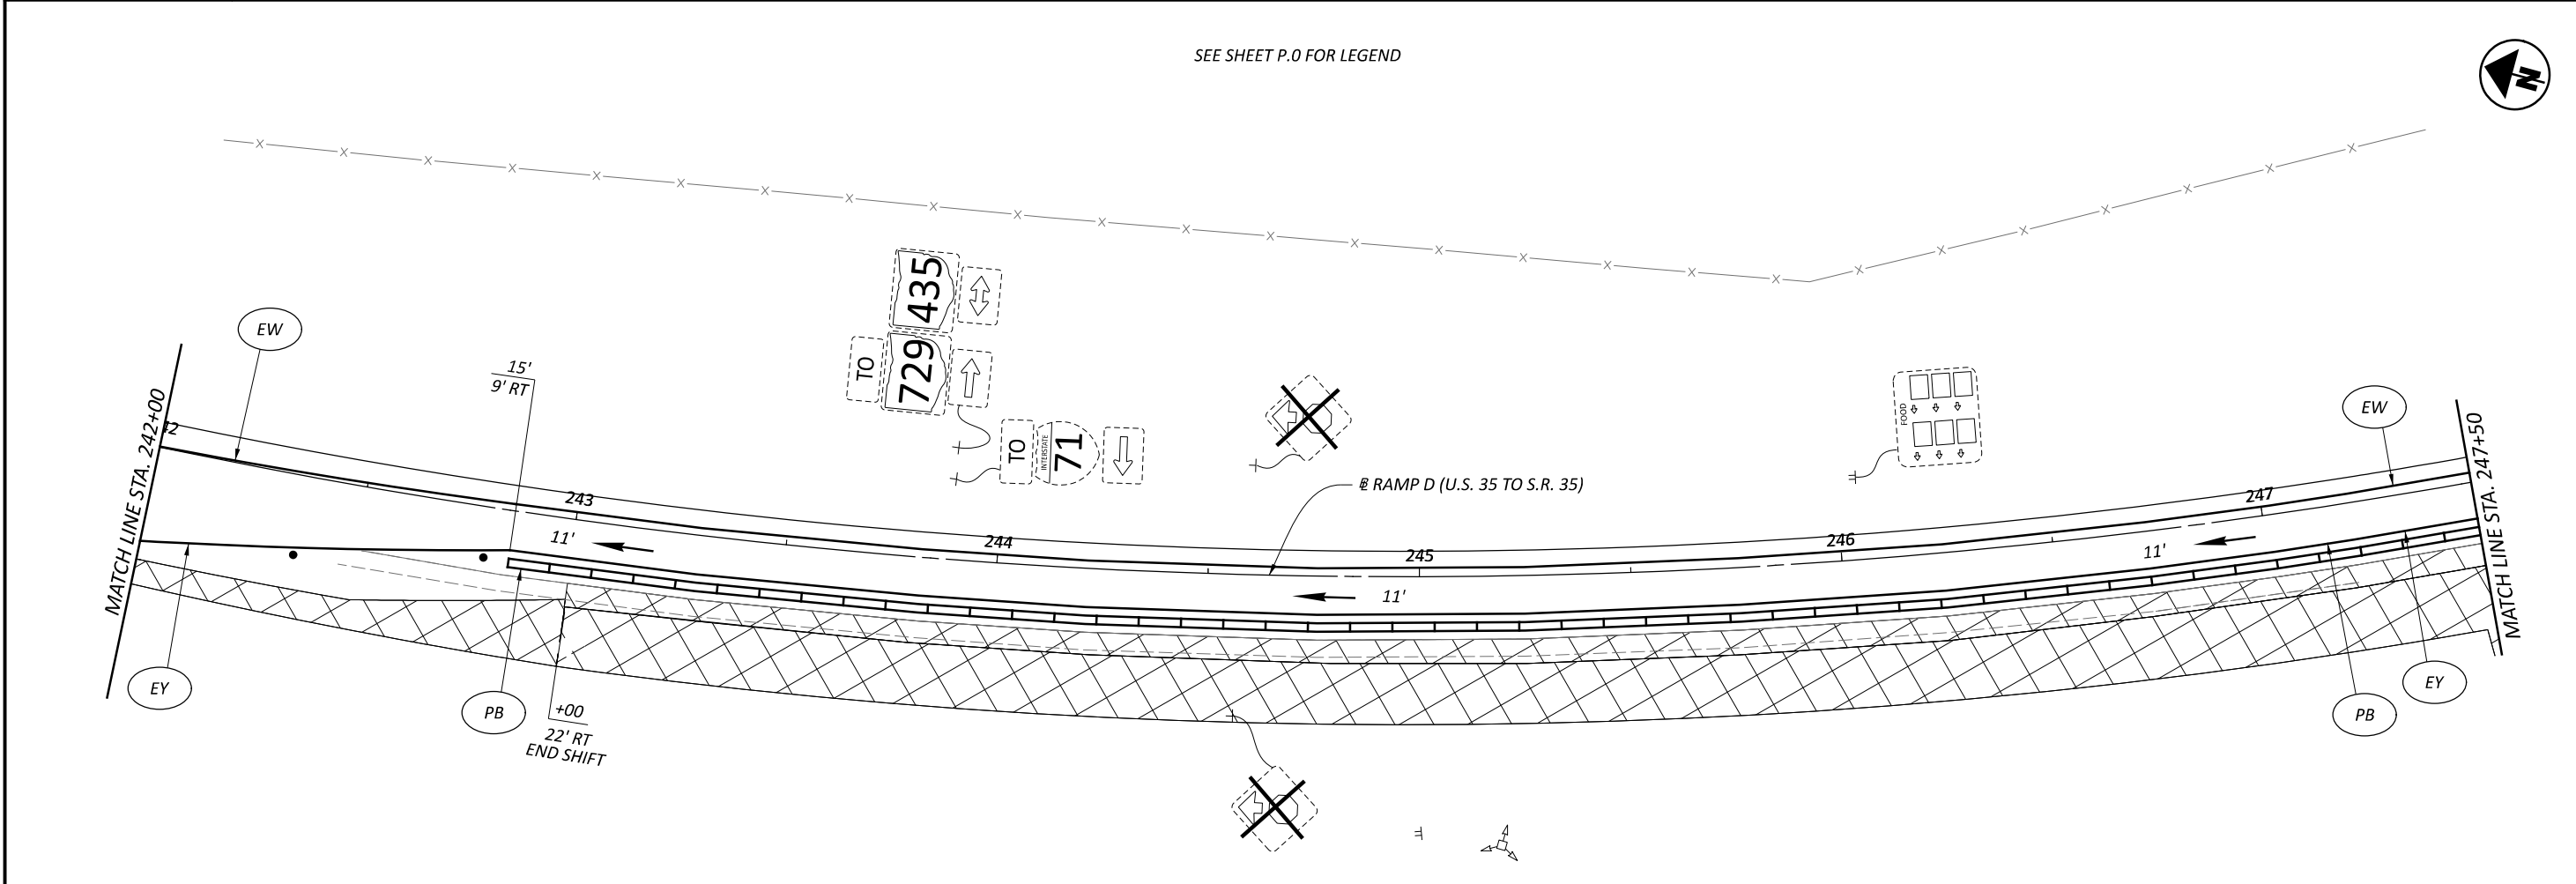 SEE SHEET P.0 FOR LEGEND
N
435
729
TO
TO
INTERSTATE
71
FOOD
EW
EW
15'
9' RT
MATCH LINE STA. 242+00
MATCH LINE STA. 247+50
243
244
245
246
247
RAMP D (U.S. 35 TO S.R. 35)
11'
11'
11'
EY
PB
+00
22' RT
END SHIFT
PB
EY